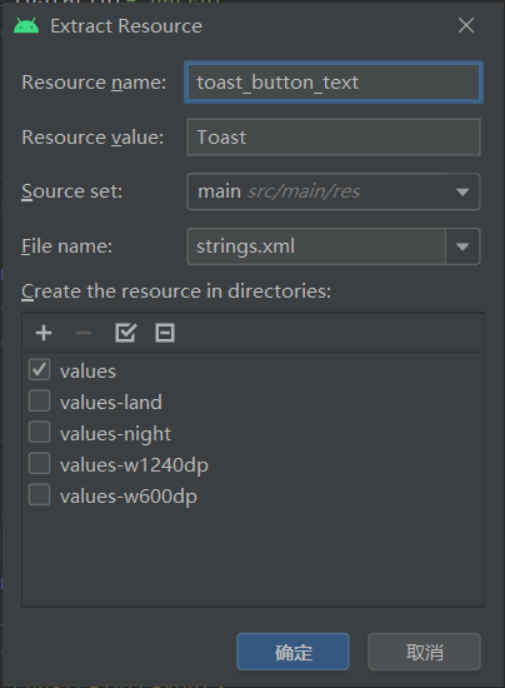 Extract Resource
Resource name: toast_button_text
Resource value: Toast
Source set: main src/main/res
File name: strings.xml
Create the resource in directories:
values
values-land
values-night
values-w1240dp
values-w600dp
确定 取消